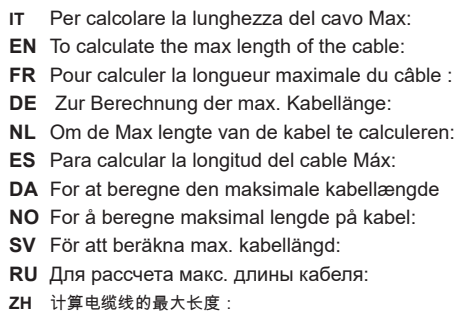 IT Per calcolare la lunghezza del cavo Max:
EN To calculate the max length of the cable:
FR Pour calculer la longueur maximale du câble :
DE Zur Berechnung der max. Kabellänge:
NL Om de Max lengte van de kabel te calculeren:
ES Para calcular la longitud del cable Máx:
DA For at beregne den maksimale kabellængde
NO For å beregne maksimal lengde på kabel:
SV För att beräkna max. kabellängd:
RU Для рассчета макс. длины кабеля:
ZH 计算电缆线的最大长度：